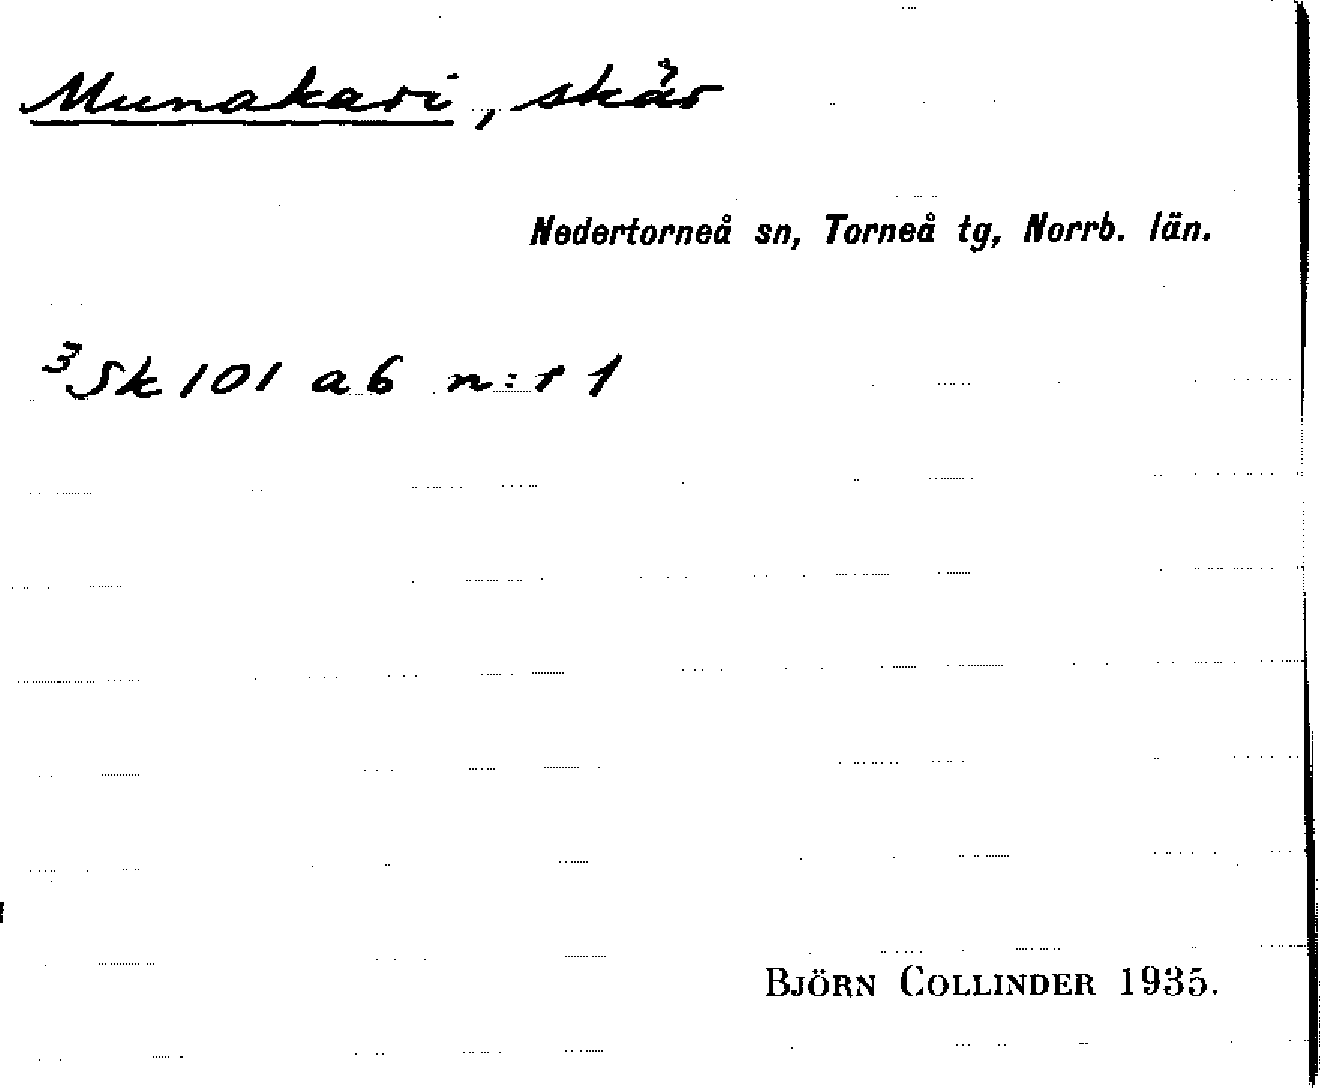 Munakari, skär
Nedertorneå sn, Torneå tg, Norrb. län.
³Sk 101 a6 n:r 1
BJÖRN COLLINDER 1935.